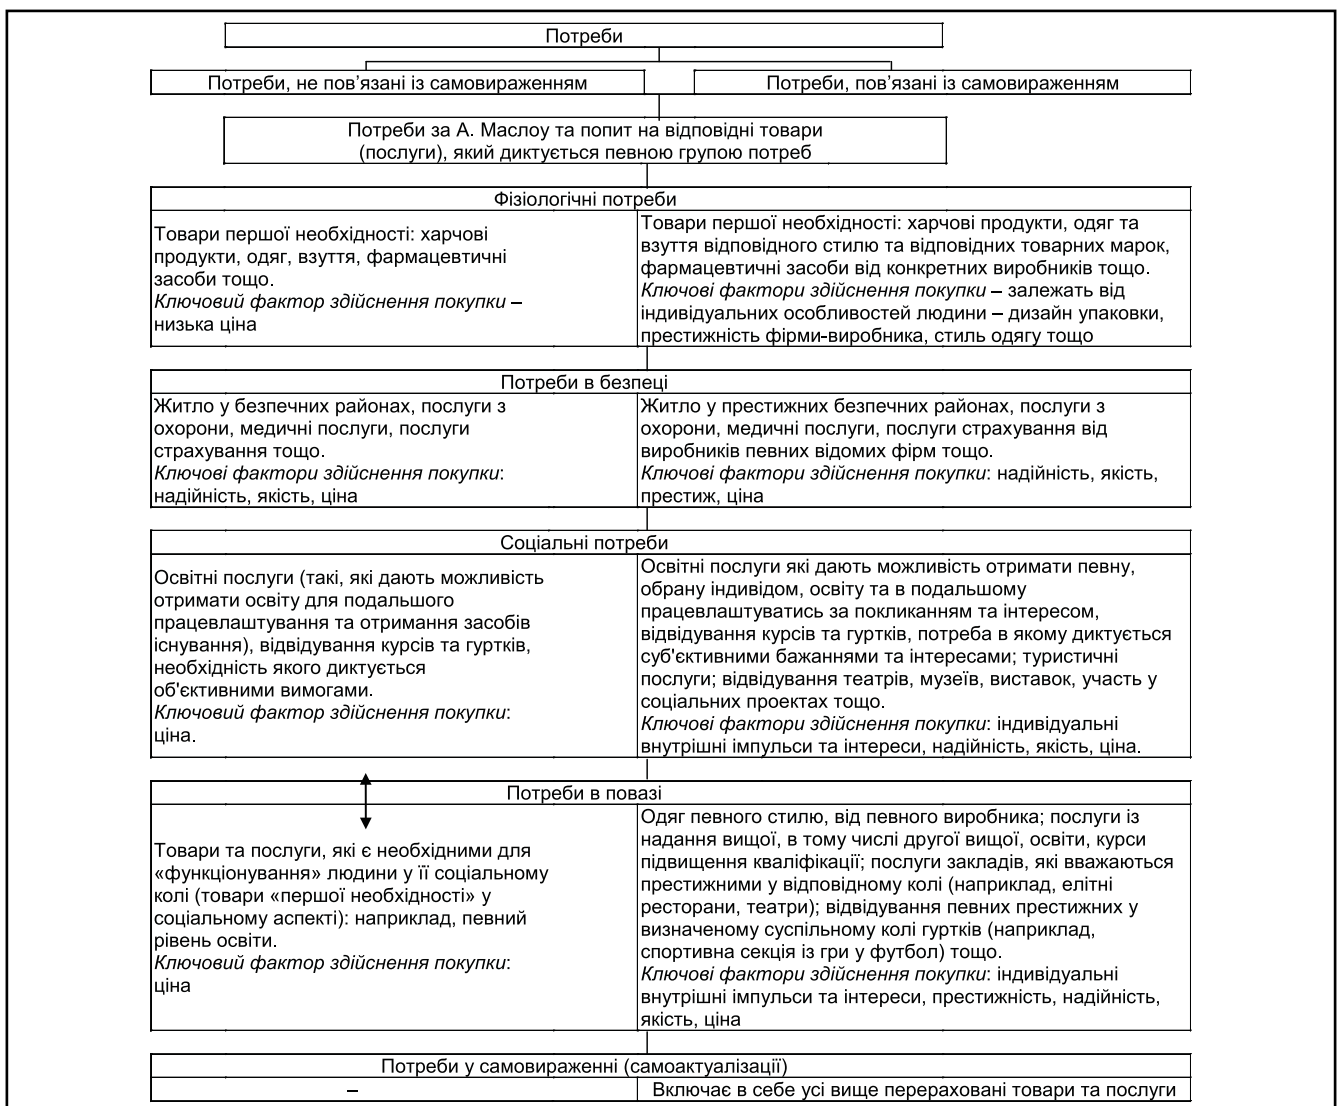 Потреби
Потреби, не пов’язані із самовираженням
Потреби, пов’язані із самовираженням
Потреби за А. Маслоу та попит на відповідні товари
(послуги), який диктується певною групою потреб
Фізіологічні потреби
Товари першої необхідності: харчові
продукти, одяг, взуття, фармацевтичні
засоби тощо.
Ключовий фактор здійснення покупки –
низька ціна
Товари першої необхідності: харчові продукти, одяг та
взуття відповідного стилю та відповідних товарних марок,
фармацевтичні засоби від конкретних виробників тощо.
Ключові фактори здійснення покупки – залежать від
індивідуальних особливостей людини – дизайн упаковки,
престижність фірми-виробника, стиль одягу тощо
Потреби в безпеці
Житло у безпечних районах, послуги з
охорони, медичні послуги, послуги
страхування тощо.
Ключові фактори здійснення покупки:
надійність, якість, ціна
Житло у престижних безпечних районах, послуги з
охорони, медичні послуги, послуги страхування від
виробників певних відомих фірм тощо.
Ключові фактори здійснення покупки: надійність, якість,
престиж, ціна
Соціальні потреби
Освітні послуги (такі, які дають можливість
отримати освіту для подальшого
працевлаштування та отримання засобів
існування), відвідування курсів та гуртків,
необхідність якого диктується
об'єктивними вимогами.
Ключовий фактор здійснення покупки:
ціна.
Освітні послуги які дають можливість отримати певну,
обрану індивідом, освіту та в подальшому
працевлаштуватись за покликанням та інтересом,
відвідування курсів та гуртків, потреба в якому диктується
суб'єктивними бажаннями та інтересами; туристичні
послуги; відвідування театрів, музеїв, виставок, участь у
соціальних проектах тощо.
Ключові фактори здійснення покупки: індивідуальні
внутрішні імпульси та інтереси, надійність, якість, ціна.
Потреби в повазі
Товари та послуги, які є необхідними для
«функціонування» людини у її соціальному
колі (товари «першої необхідності» у
соціальному аспекті): наприклад, певний
рівень освіти.
Ключовий фактор здійснення покупки:
ціна
Одяг певного стилю, від певного виробника; послуги із
надання вищої, в тому числі другої вищої, освіти, курси
підвищення кваліфікації; послуги закладів, які вважаються
престижними у відповідному колі (наприклад, елітні
ресторани, театри); відвідування певних престижних у
визначеному суспільному колі гуртків (наприклад,
спортивна секція із гри у футбол) тощо.
Ключові фактори здійснення покупки: індивідуальні
внутрішні імпульси та інтереси, престижність, надійність,
якість, ціна
Потреби у самовираженні (самоактуалізації)
–
Включає в себе усі вище перераховані товари та послуги